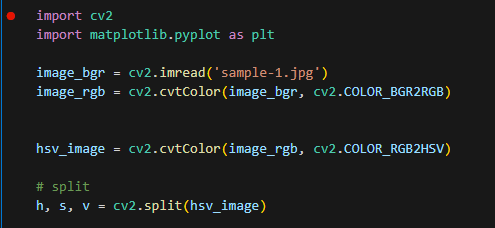 import cv2
import matplotlib.pyplot as plt
image_bgr = cv2.imread('sample-1.jpg')
image_rgb = cv2.cvtColor(image_bgr, cv2.COLOR_BGR2RGB)
hsv_image = cv2.cvtColor(image_rgb, cv2.COLOR_RGB2HSV)
# split
h, s, v = cv2.split(hsv_image)